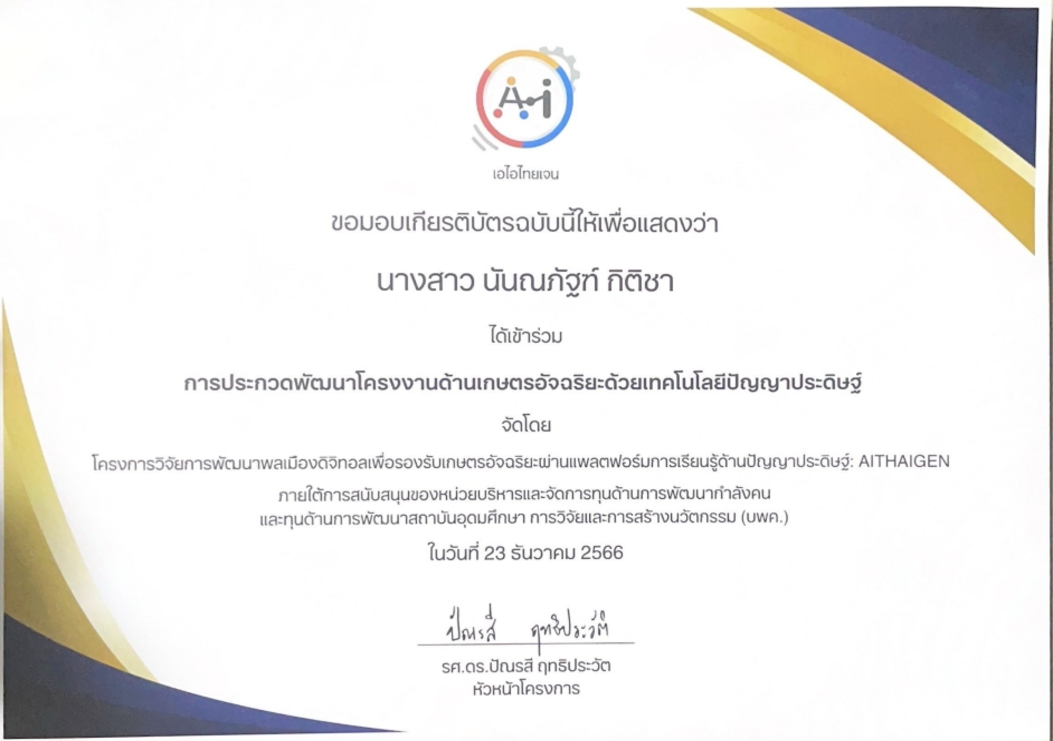 Ai
เอไอไทยเจน
ขอมอบเกียรติบัตรฉบับนี้ให้เพื่อแสดงว่า
นางสาว นันณภัฐฑ์ กิติชา
ได้เข้าร่วม
การประกวดพัฒนาโครงงานด้านเกษตรอัจฉริยะด้วยเทคโนโลยีปัญญาประดิษฐ์
จัดโดย
โครงการวิจัยการพัฒนาพลเมืองดิจิทอลเพื่อรองรับเกษตรอัจฉริยะผ่านแพลตฟอร์มการเรียนรู้ด้านปัญญาประดิษฐ์: AITHAIGEN
ภายใต้การสนับสนุนของหน่วยบริหารและจัดการทุนด้านการพัฒนากำลังคน
และทุนด้านการพัฒนาสถาบันอุดมศึกษา การวิจัยและการสร้างนวัตกรรม (บพค.)
ในวันที่ 23 ธันวาคม 2566
ปัณรสี ฤทธิประวัติ
รศ.ดร.ปัณรสี ฤทธิประวัติ
หัวหน้าโครงการ